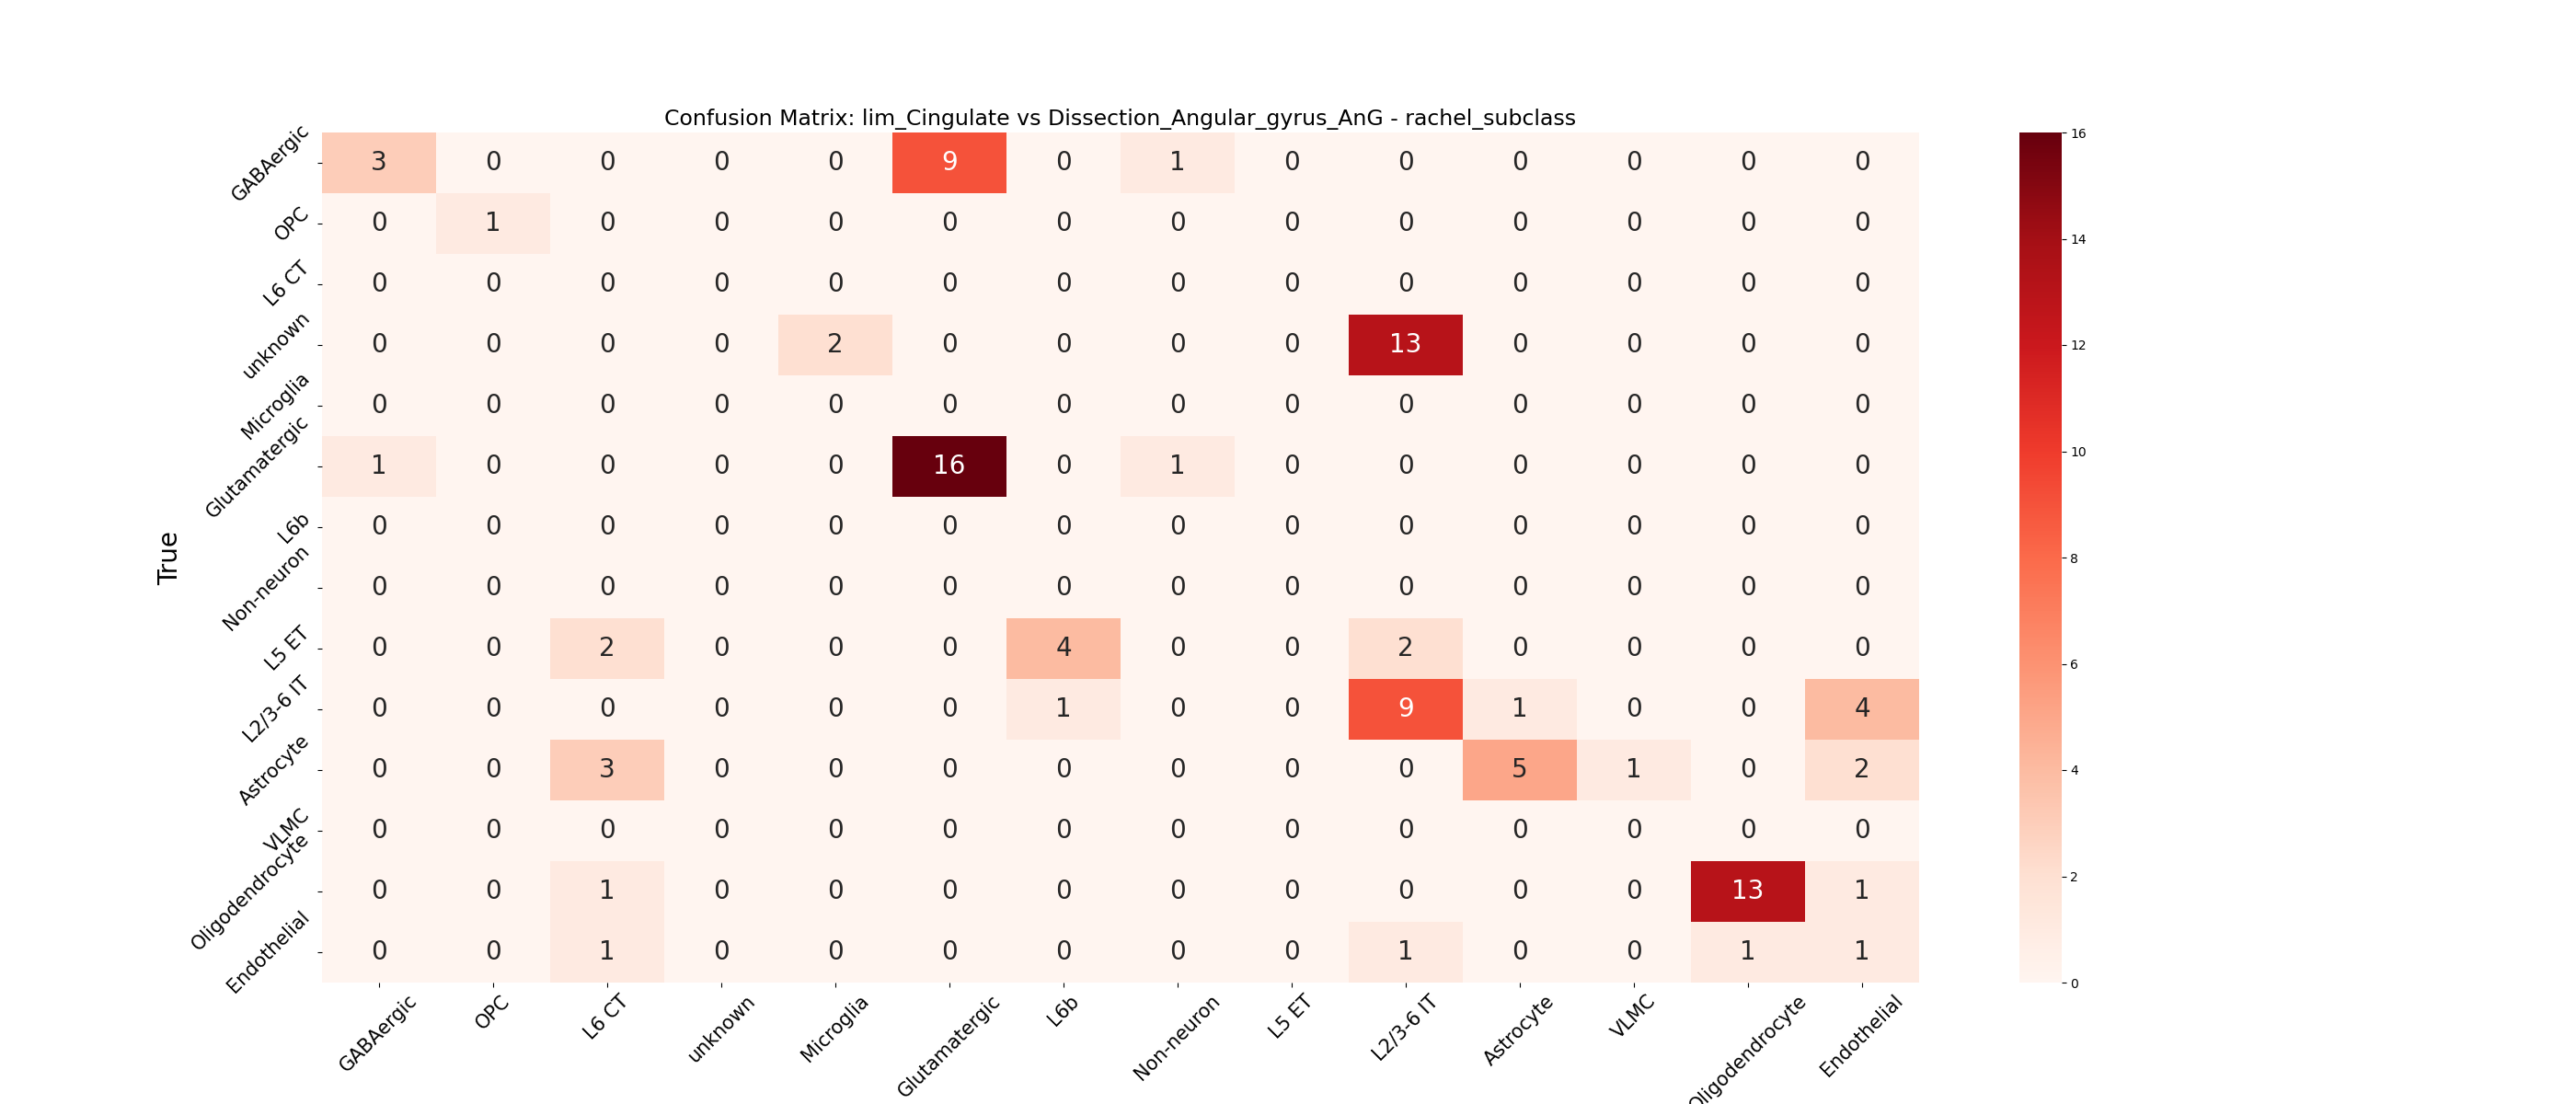 Confusion Matrix: lim_Cingulate vs Dissection_Angular_gyrus_AnG - rachel_subclass
True
GABAergic 3 0 0 0 0 9 0 1 0 0 0 0 0 0
OPC 0 1 0 0 0 0 0 0 0 0 0 0 0 0
L6 CT 0 0 0 0 0 0 0 0 0 0 0 0 0 0
unknown 0 0 0 0 2 0 0 0 0 13 0 0 0 0
Microglia 0 0 0 0 0 0 0 0 0 0 0 0 0 0
Glutamatergic 1 0 0 0 0 16 0 1 0 0 0 0 0 0
L6b 0 0 0 0 0 0 0 0 0 0 0 0 0 0
Non-neuron 0 0 0 0 0 0 0 0 0 0 0 0 0 0
L5 ET 0 0 2 0 0 0 4 0 0 2 0 0 0 0
L2/3-6 IT 0 0 0 0 0 0 1 0 0 9 1 0 0 4
Astrocyte 0 0 3 0 0 0 0 0 0 0 5 1 0 2
VLMC 0 0 0 0 0 0 0 0 0 0 0 0 0 0
Oligodendrocyte 0 0 1 0 0 0 0 0 0 0 0 0 13 1
Endothelial 0 0 1 0 0 0 0 0 0 1 0 0 1 1
GABAergic OPC L6 CT unknown Microglia Glutamatergic L6b Non-neuron L5 ET L2/3-6 IT Astrocyte VLMC Oligodendrocyte Endothelial
16
14
12
10
8
6
4
2
0